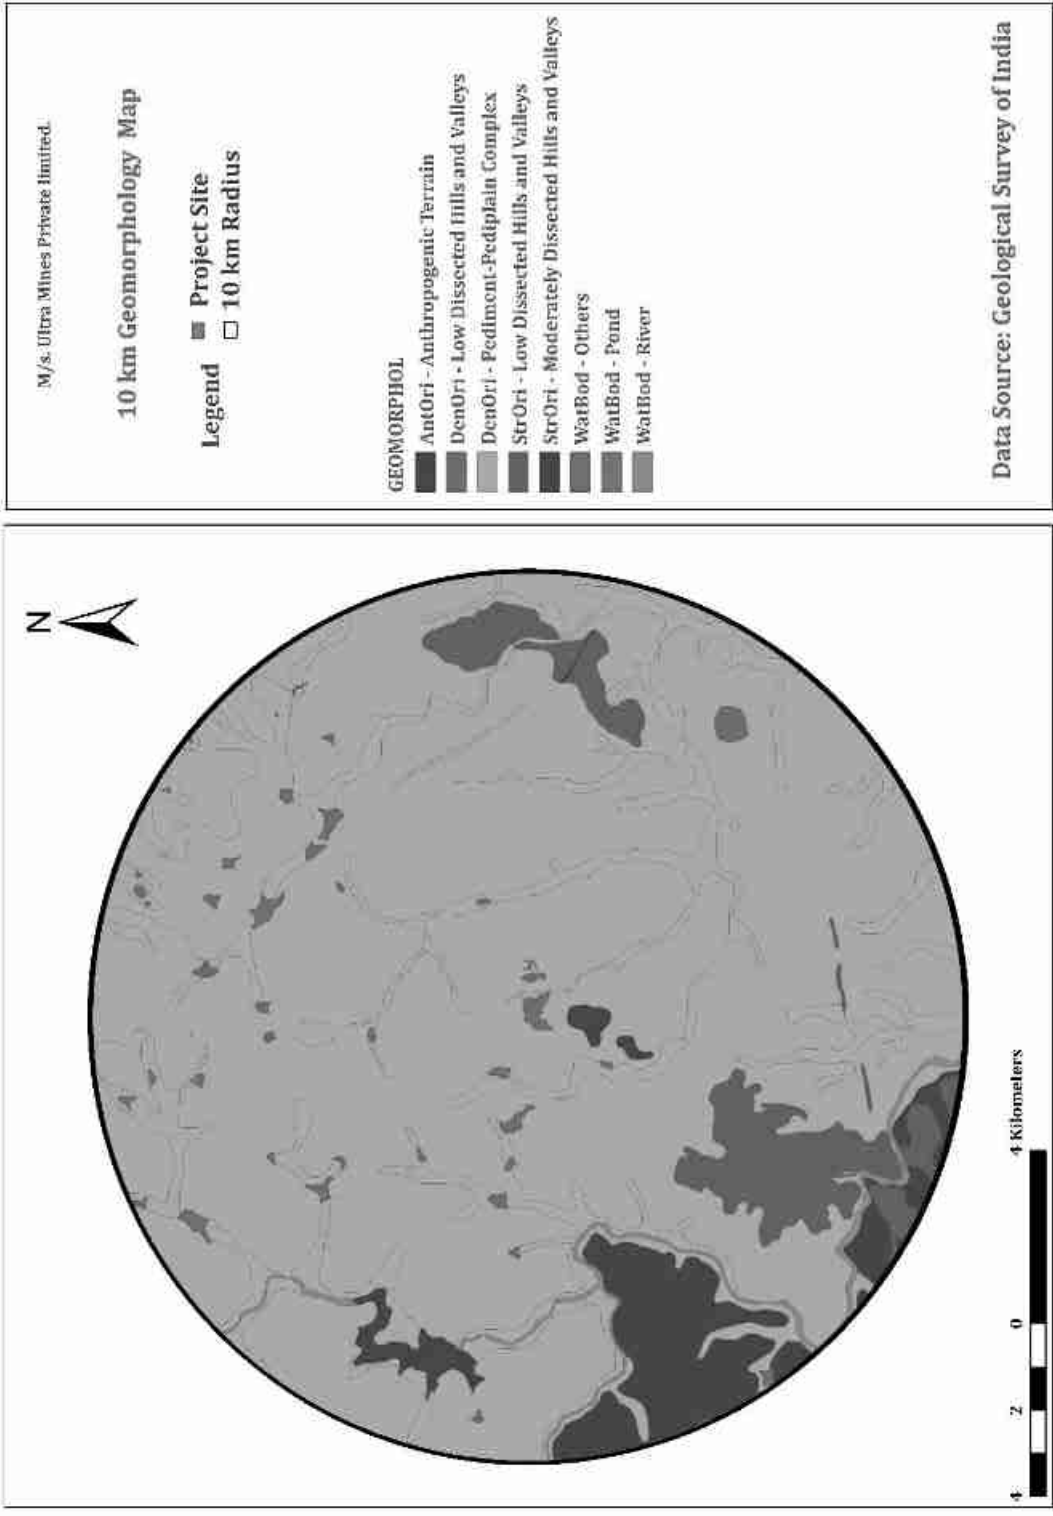 M/s. Ultra Mines Private limited.
10 km Geomorphology Map
Legend
Project Site
10 km Radius
GEOMORPHOL
AntOri - Anthropogenic Terrain
DenOri - Low Dissected Hills and Valleys
DenOri - Pediment-Pediplain Complex
StrOri - Low Dissected Hills and Valleys
StrOri - Moderately Dissected Hills and Valleys
WatBod - Others
WatBod - Pond
WatBod - River
Data Source: Geological Survey of India
N
4 2 0 4 Kilometers